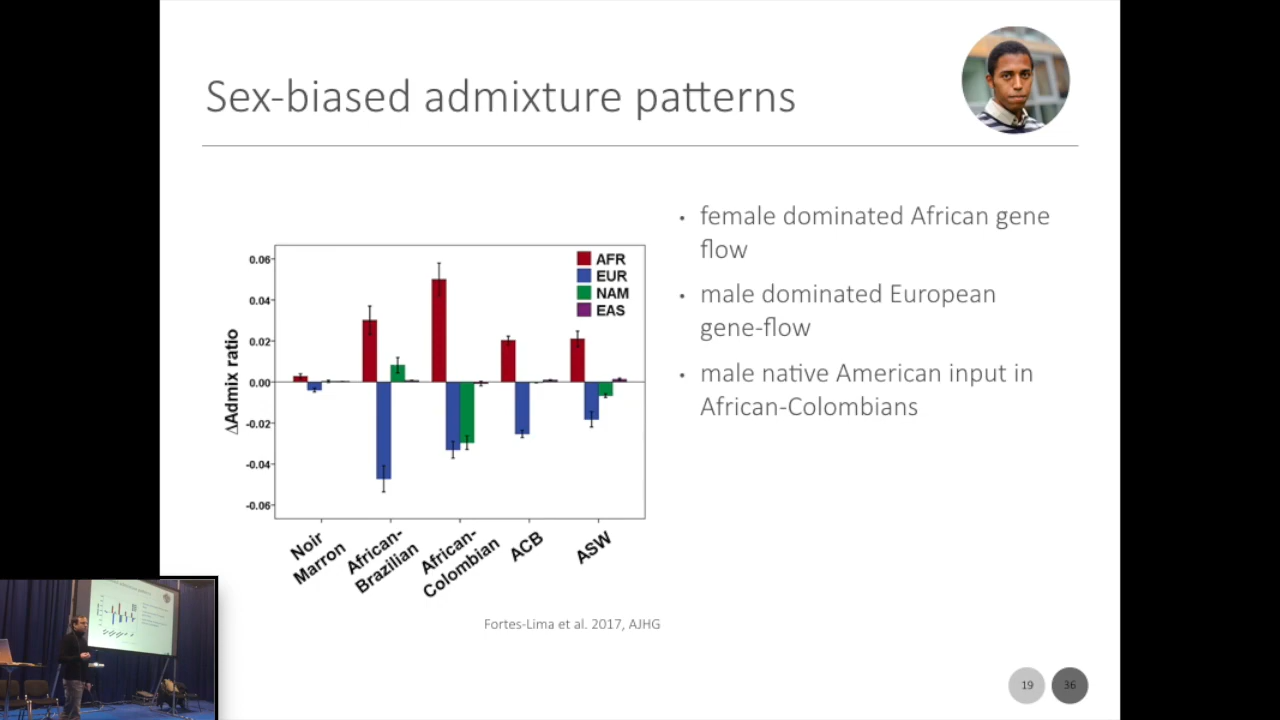 Sex-biased admixture patterns
female dominated African gene
flow
male dominated European
gene-flow
male native American input in
African-Colombians
AFR
EUR
NAM
EAS
0.06
0.04
0.02
0.00
-0.02
-0.04
-0.06
ΔAdmix ratio
Noir
Marron
African-
Brazilian
African-
Colombian
ACB
ASW
Fortes-Lima et al. 2017, AJHG
19
36